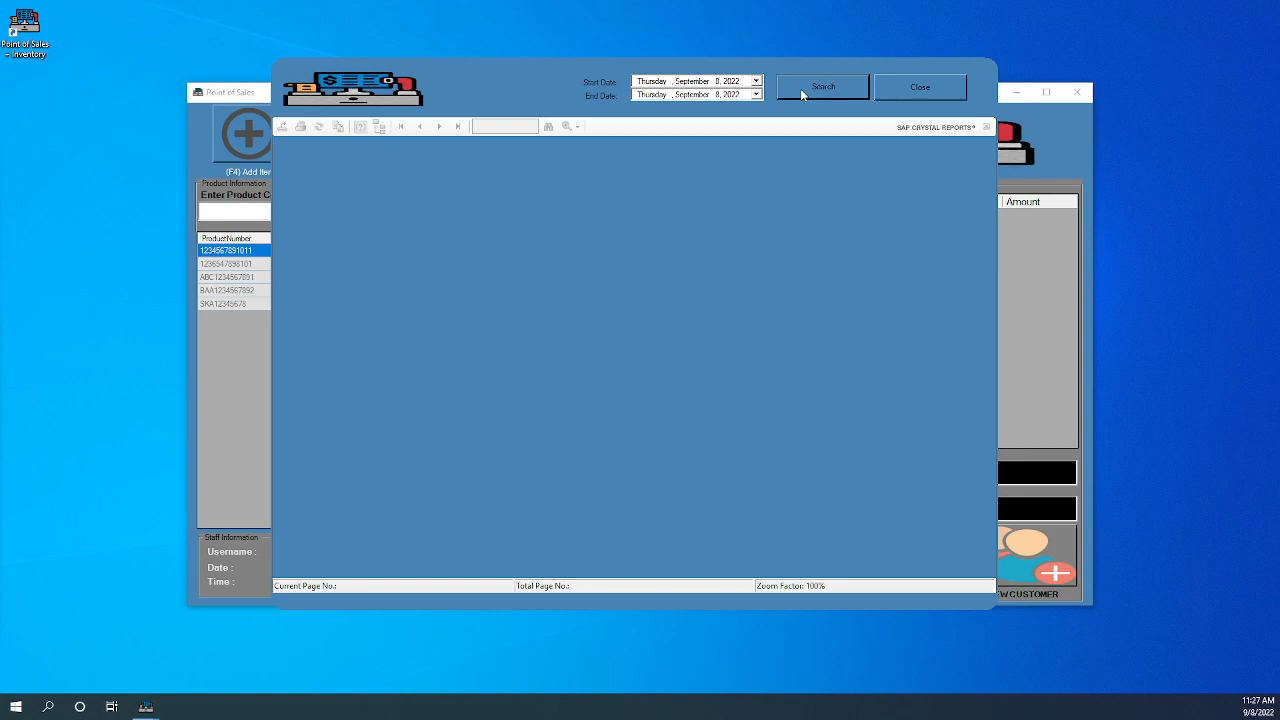 Point of Sales
- Inventory
Point of Sales
Start Date:
Thursday , September 8, 2022
End Date:
Thursday , September 8, 2022
Search
Close
SAP CRYSTAL REPORTS®
(F4) Add Iter
Product Information
Enter Product C
ProductNumber
1234567891011
1236547898101
ABC1234567891
BAA1234567892
SKA12345678
Amount
Staff Information
Username :
Date :
Time :
EW CUSTOMER
Current Page No.:
Total Page No.:
Zoom Factor: 100%
11:27 AM
9/8/2022